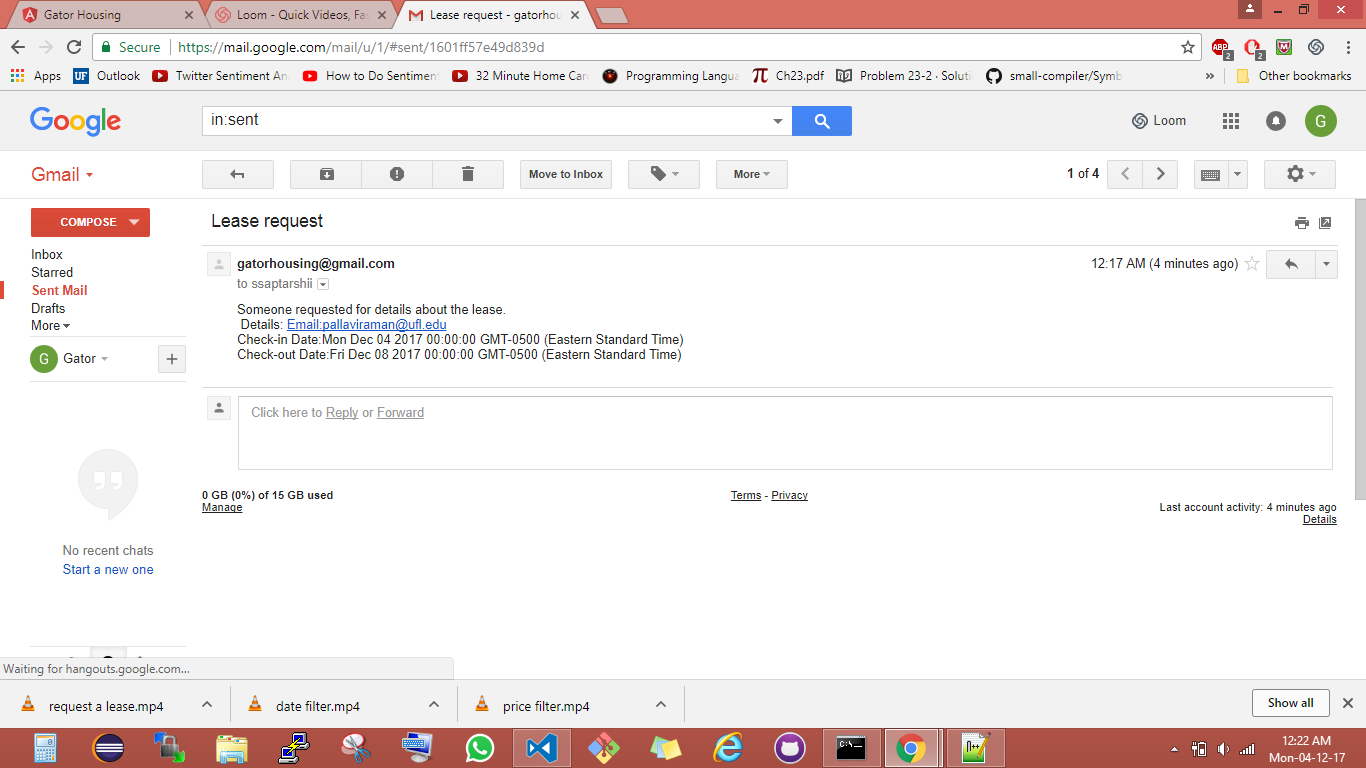 Gator Housing
Loom - Quick Videos, Fas
Lease request - gatorhou
Secure https://mail.google.com/mail/u/1/#sent/1601ff57e49d839d
ABP 2 2
Apps UF Outlook Twitter Sentiment An How to Do Sentiment 32 Minute Home Car Programming Langua Ch23.pdf Problem 23-2 · Soluti small-compiler/Symb » Other bookmarks
Google in:sent Loom G
Gmail Move to Inbox More 1 of 4
COMPOSE
Lease request
Inbox
Starred
Sent Mail
Drafts
More
G Gator +
gatorhousing@gmail.com 12:17 AM (4 minutes ago)
to ssaptarshii
Someone requested for details about the lease.
Details: Email:pallaviraman@ufl.edu
Check-in Date:Mon Dec 04 2017 00:00:00 GMT-0500 (Eastern Standard Time)
Check-out Date:Fri Dec 08 2017 00:00:00 GMT-0500 (Eastern Standard Time)
Click here to Reply or Forward
0 GB (0%) of 15 GB used
Manage
Terms - Privacy
Last account activity: 4 minutes ago
Details
No recent chats
Start a new one
Waiting for hangouts.google.com...
request a lease.mp4 date filter.mp4 price filter.mp4 Show all
12:22 AM
Mon-04-12-17